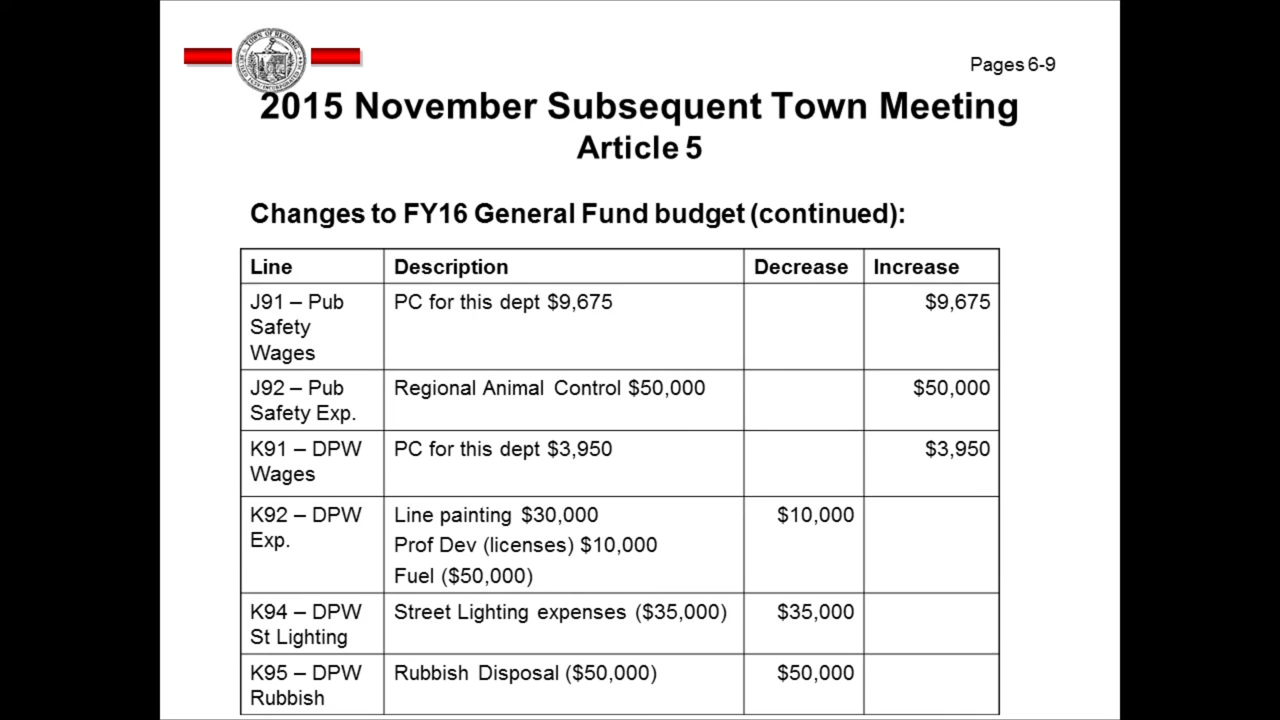 TOWN OF READING
Pages 6-9
2015 November Subsequent Town Meeting
Article 5
Changes to FY16 General Fund budget (continued):
Line Description Decrease Increase
J91 – Pub Safety Wages PC for this dept $9,675 $9,675
J92 – Pub Safety Exp. Regional Animal Control $50,000 $50,000
K91 – DPW Wages PC for this dept $3,950 $3,950
K92 – DPW Exp. Line painting $30,000 $10,000
Prof Dev (licenses) $10,000
Fuel ($50,000)
K94 – DPW St Lighting Street Lighting expenses ($35,000) $35,000
K95 – DPW Rubbish Rubbish Disposal ($50,000) $50,000